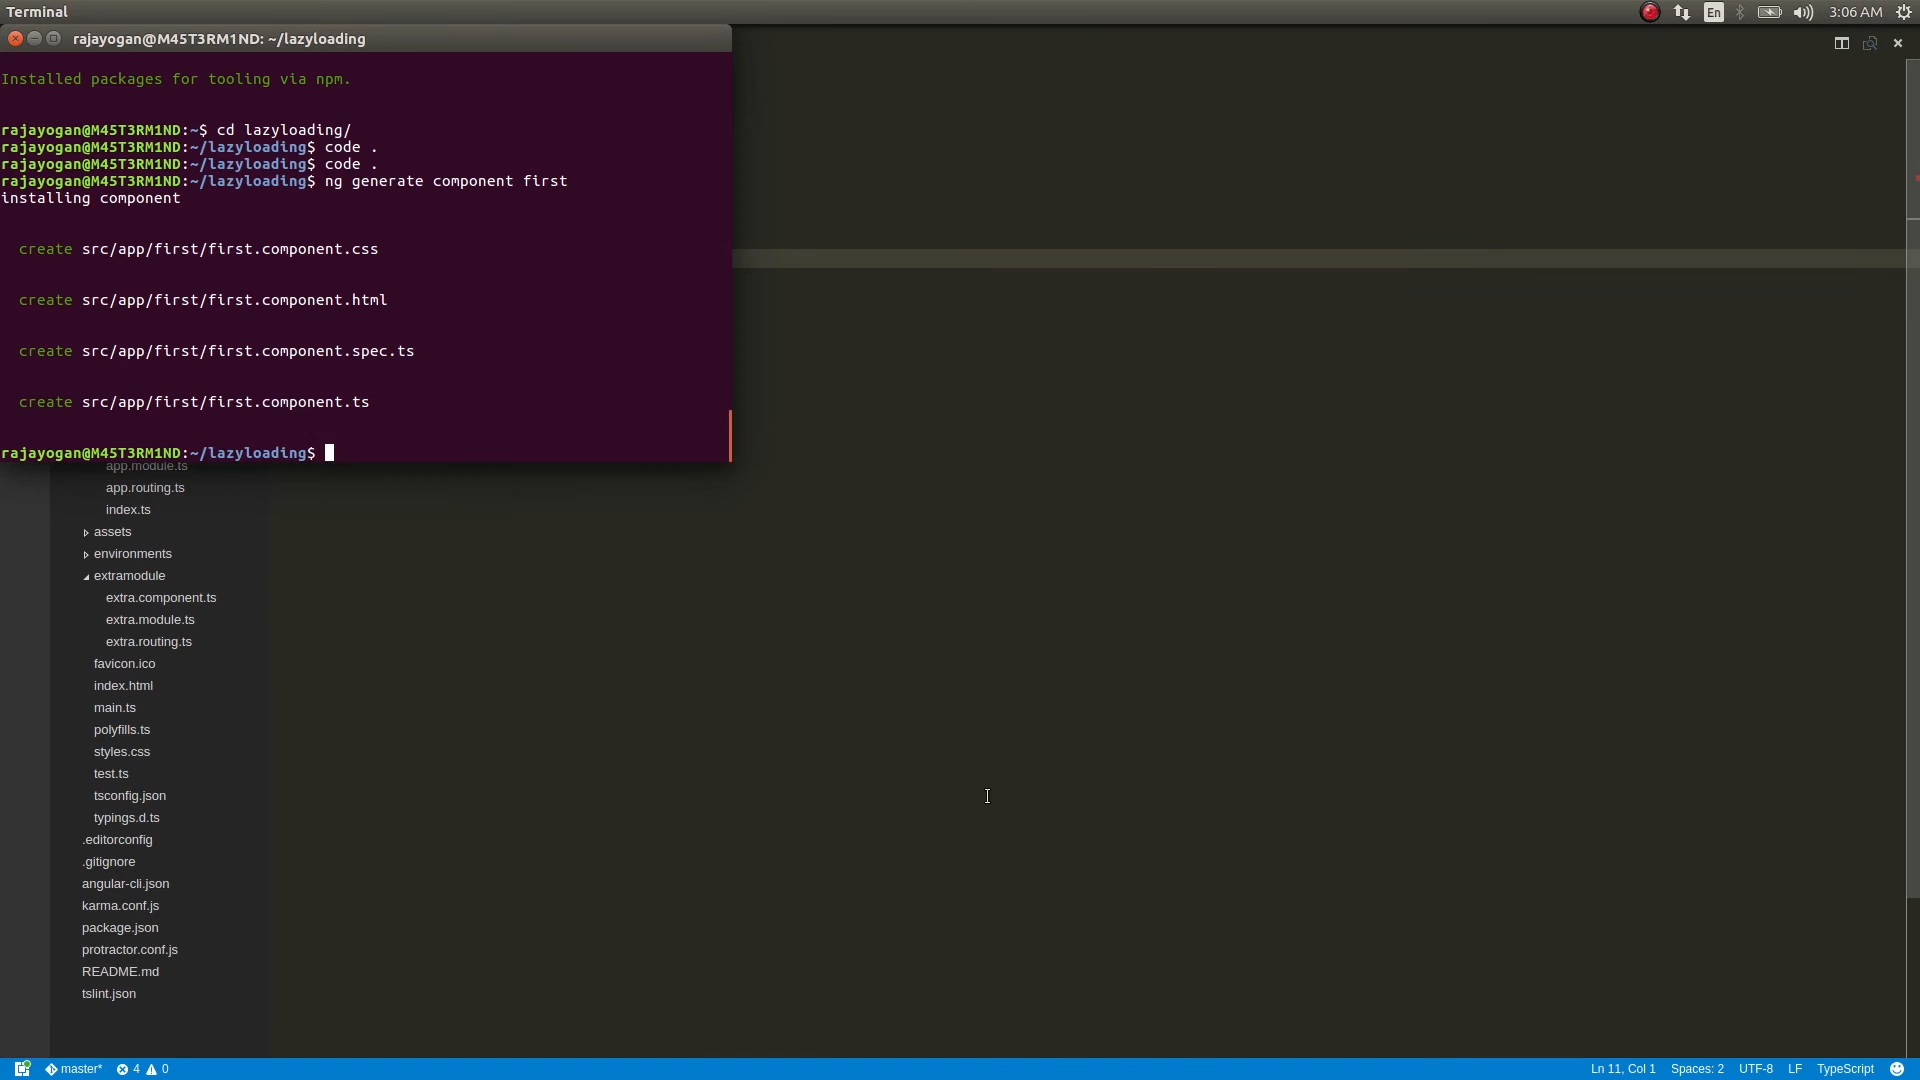 Terminal
En
3:06 AM
rajayogan@M45T3RM1ND: ~/lazyloading
Installed packages for tooling via npm.
rajayogan@M45T3RM1ND:~$ cd lazyloading/
rajayogan@M45T3RM1ND:~/lazyloading$ code .
rajayogan@M45T3RM1ND:~/lazyloading$ code .
rajayogan@M45T3RM1ND:~/lazyloading$ ng generate component first
installing component
create src/app/first/first.component.css
create src/app/first/first.component.html
create src/app/first/first.component.spec.ts
create src/app/first/first.component.ts
rajayogan@M45T3RM1ND:~/lazyloading$
app.module.ts
app.routing.ts
index.ts
assets
environments
extramodule
extra.component.ts
extra.module.ts
extra.routing.ts
favicon.ico
index.html
main.ts
polyfills.ts
styles.css
test.ts
tsconfig.json
typings.d.ts
.editorconfig
.gitignore
angular-cli.json
karma.conf.js
package.json
protractor.conf.js
README.md
tslint.json
master* 4 0
Ln 11, Col 1 Spaces: 2 UTF-8 LF TypeScript